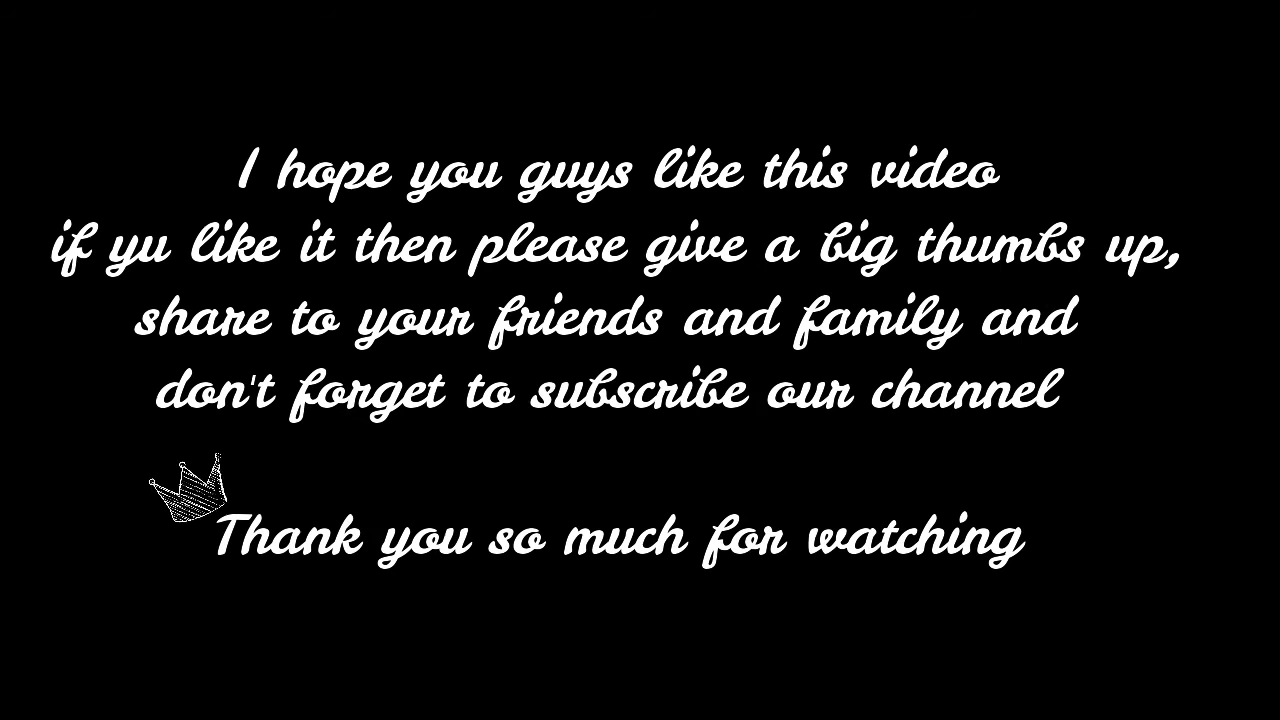 I hope you guys like this video
if yu like it then please give a big thumbs up,
share to your friends and family and
don't forget to subscribe our channel
Thank you so much for watching